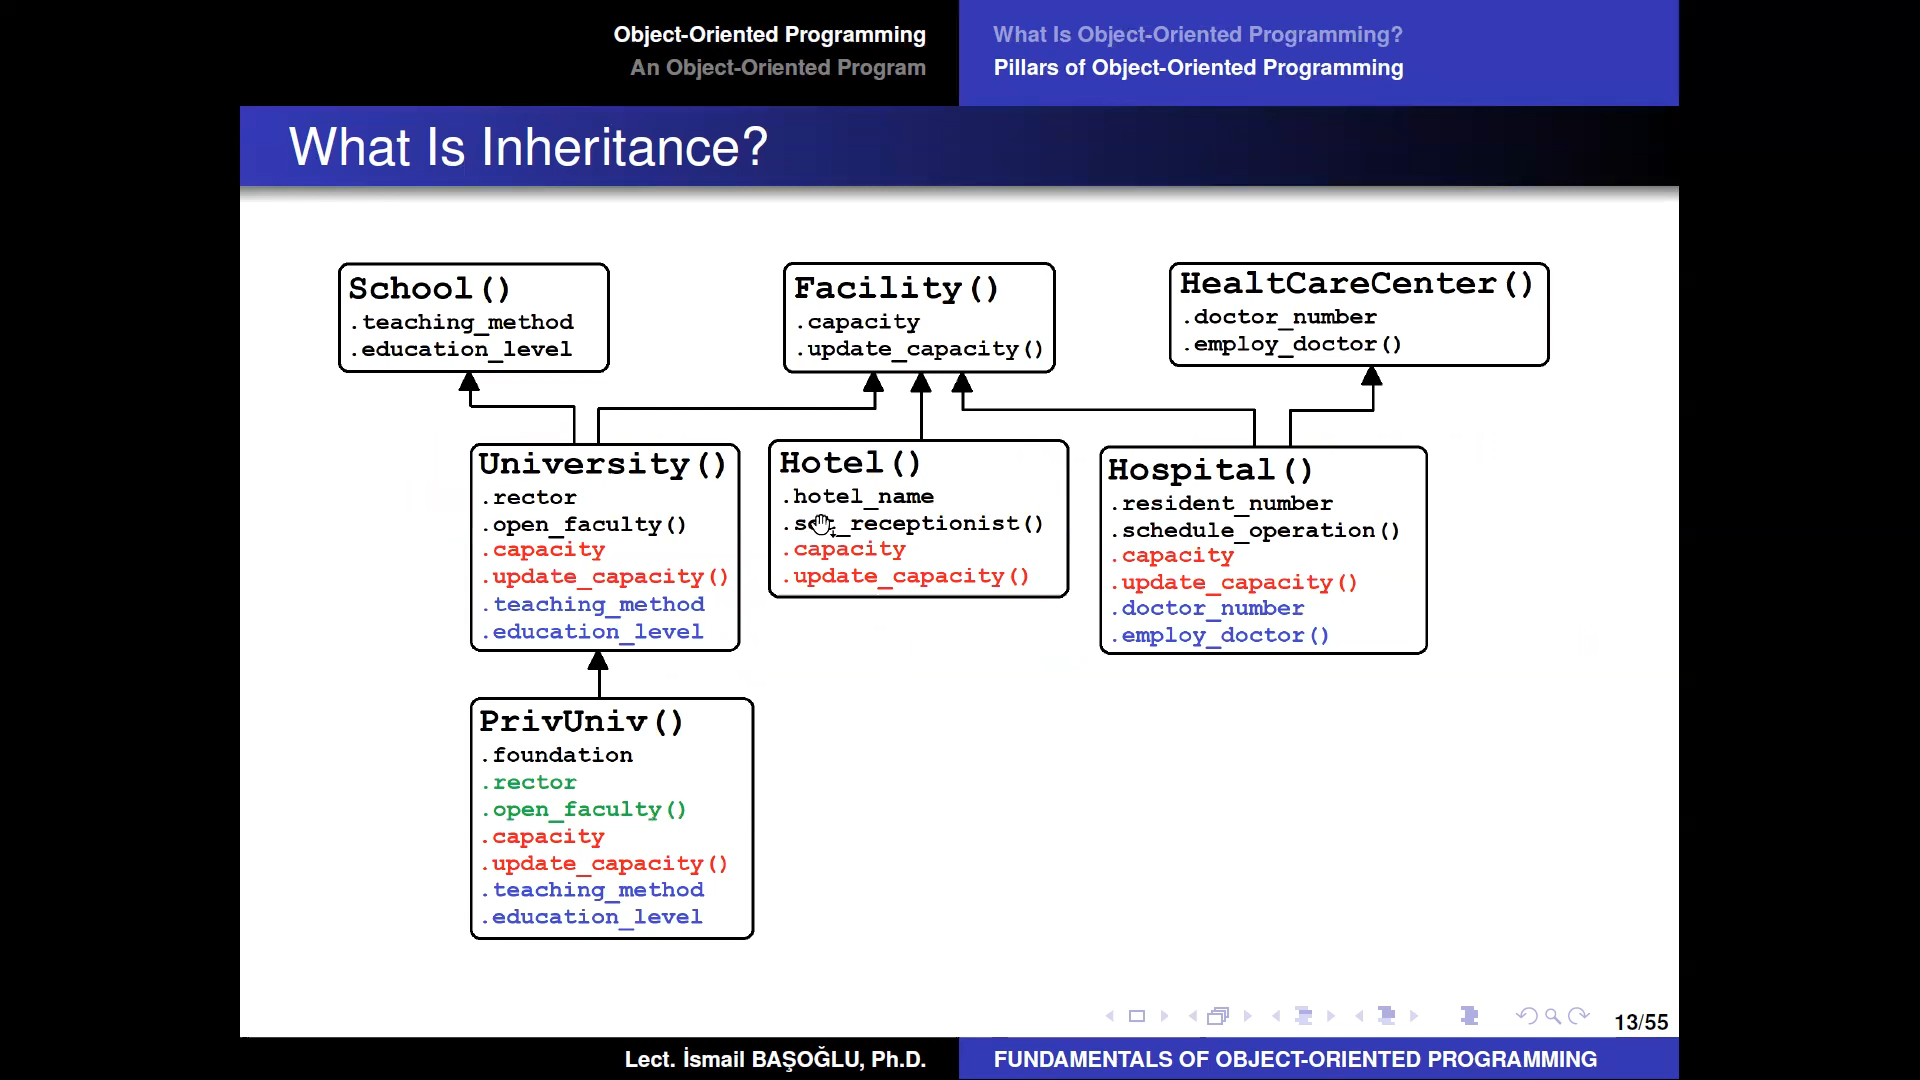 Object-Oriented Programming
An Object-Oriented Program
What Is Object-Oriented Programming?
Pillars of Object-Oriented Programming
What Is Inheritance?
School()
.teaching_method
.education_level
Facility()
.capacity
.update_capacity()
HealtCareCenter()
.doctor_number
.employ_doctor()
University()
.rector
.open_faculty()
.capacity
.update_capacity()
.teaching_method
.education_level
Hotel()
.hotel_name
.set_receptionist()
.capacity
.update_capacity()
Hospital()
.resident_number
.schedule_operation()
.capacity
.update_capacity()
.doctor_number
.employ_doctor()
PrivUniv()
.foundation
.rector
.open_faculty()
.capacity
.update_capacity()
.teaching_method
.education_level
13/55
Lect. İsmail BAŞOĞLU, Ph.D.
FUNDAMENTALS OF OBJECT-ORIENTED PROGRAMMING